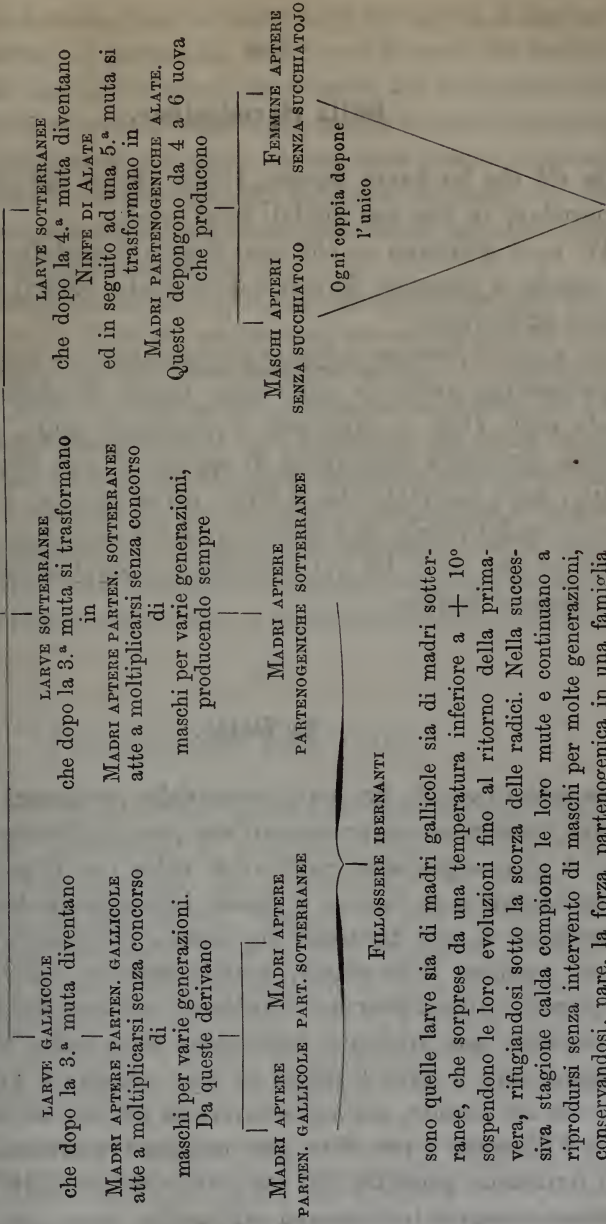 LARVE GALLICOLE
che dopo la 3.ª muta diventano
MADRI APTERE PARTEN. GALLICOLE
atte a moltiplicarsi senza concorso
di
maschi per varie generazioni.
Da queste derivano
MADRI APTERE
PARTEN. GALLICOLE
MADRI APTERE
PART. SOTTERRANEE
LARVE SOTTERRANEE
che dopo la 3.ª muta si trasformano
in
MADRI APTERE PARTEN. SOTTERRANEE
atte a moltiplicarsi senza concorso
di
maschi per varie generazioni,
producendo sempre
MADRI APTERE
PARTENOGENICHE SOTTERRANEE
LARVE SOTTERRANEE
che dopo la 4.ª muta diventano
NINFE DI ALATE
ed in seguito ad una 5.ª muta si
trasformano in
MADRI PARTENOGENICHE ALATE.
Queste depongono da 4 a 6 uova
che producono
MASCHI APTERI
SENZA SUCCHIATOJO
FEMMINE APTERE
SENZA SUCCHIATOJO
Ogni coppia depone
l'unico
FILLOSSERE IBERNANTI
sono quelle larve sia di madri gallicole sia di madri sotter-
ranee, che sorprese da una temperatura inferiore a + 10°
sospendono le loro evoluzioni fino al ritorno della prima-
vera, rifugiandosi sotto la scorza delle radici. Nella succes-
siva stagione calda compiono le loro mute e continuano a
riprodursi senza intervento di maschi per molte generazioni,
conservandosi, pare, la forza partenogenica in una famiglia